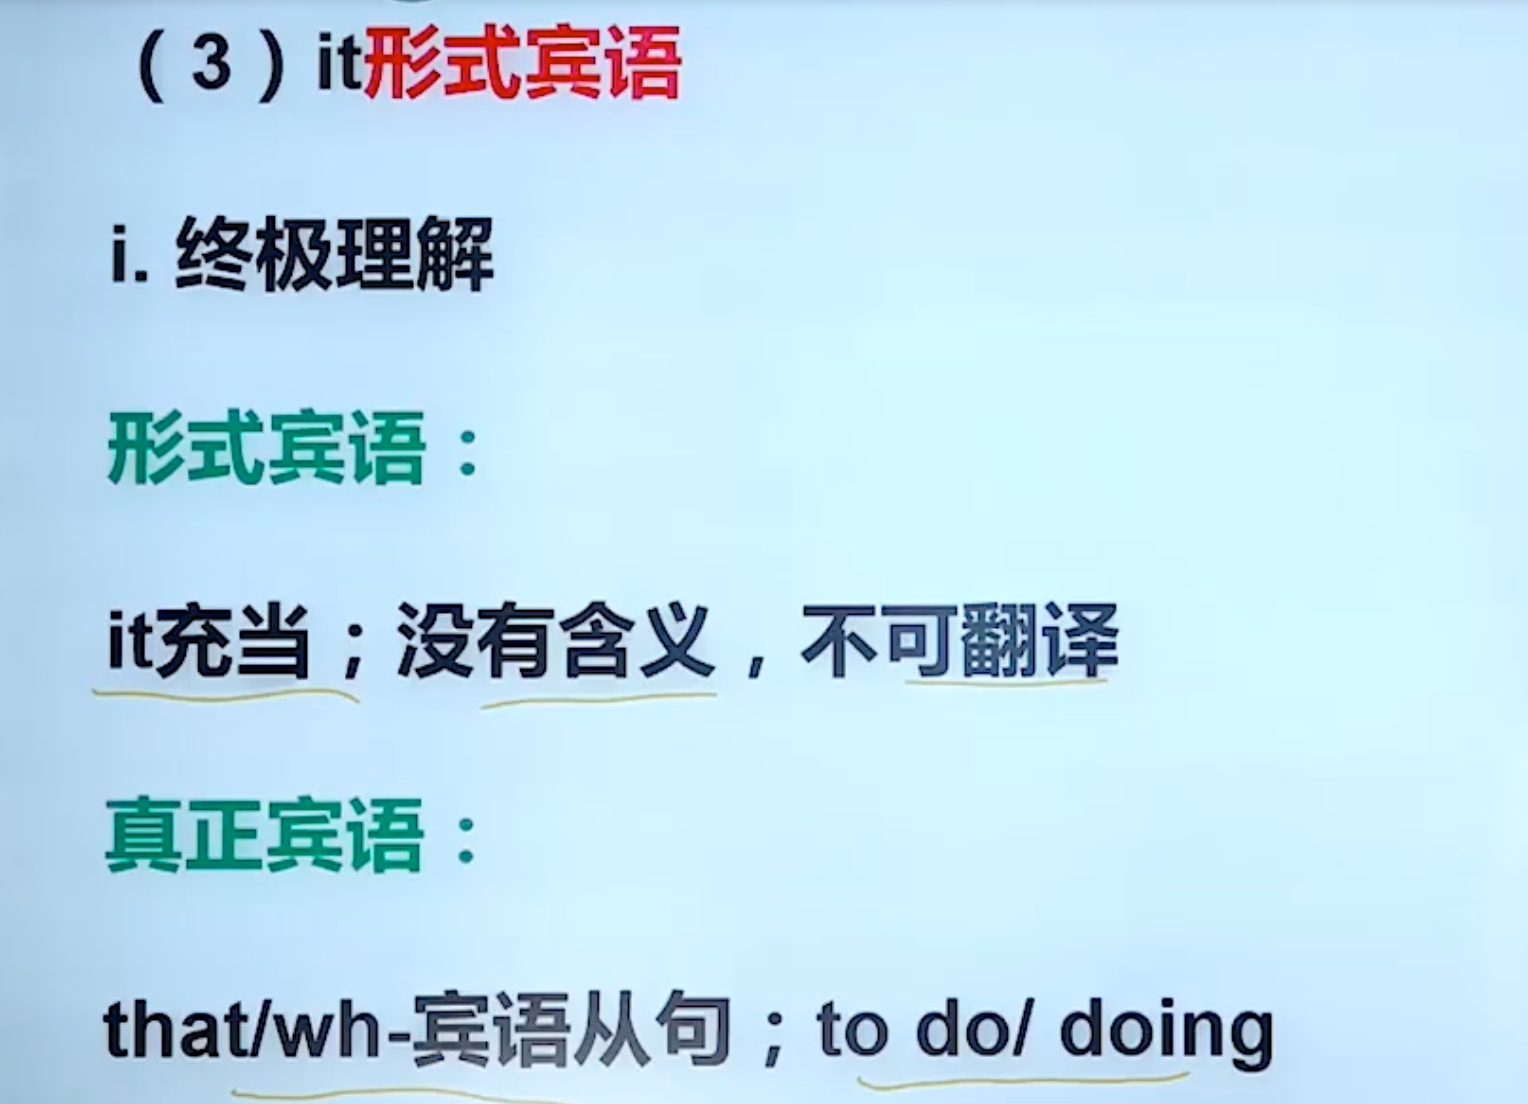 （3）it形式宾语
i. 终极理解
形式宾语：
it充当；没有含义，不可翻译
真正宾语：
that/wh-宾语从句；to do/ doing